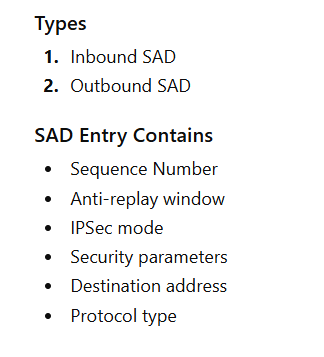 Types
1. Inbound SAD
2. Outbound SAD
SAD Entry Contains
• Sequence Number
• Anti-replay window
• IPSec mode
• Security parameters
• Destination address
• Protocol type